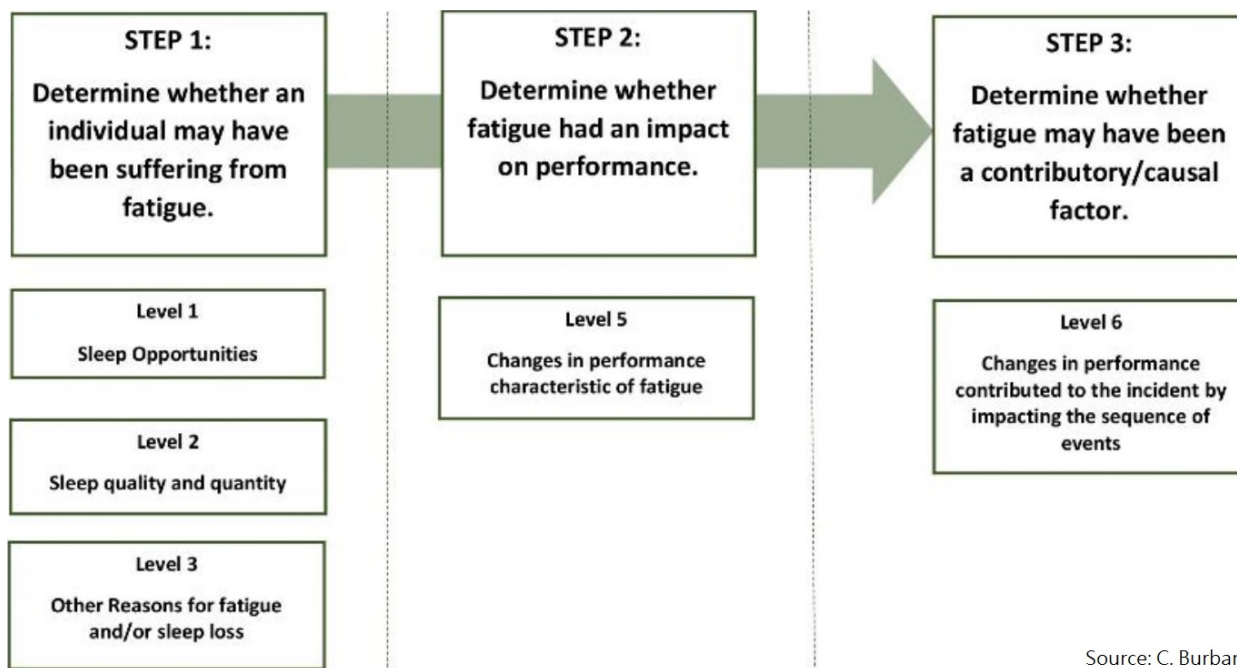 STEP 1:
Determine whether an
individual may have
been suffering from
fatigue.
Level 1
Sleep Opportunities
Level 2
Sleep quality and quantity
Level 3
Other Reasons for fatigue
and/or sleep loss
STEP 2:
Determine whether
fatigue had an impact
on performance.
Level 5
Changes in performance
characteristic of fatigue
STEP 3:
Determine whether
fatigue may have been
a contributory/causal
factor.
Level 6
Changes in performance
contributed to the incident by
impacting the sequence of
events
Source: C.